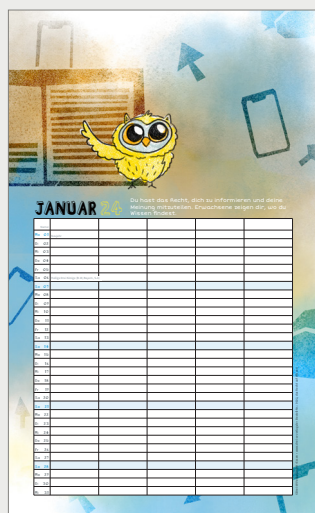 JANUAR 24
Du hast das Recht, dich zu informieren und deine
Meinung mitzuteilen. Erwachsene zeigen dir, wo du
Wissen findest.
Mo 01
Di 02
Mi 03
Do 04
Fr 05
Sa 06
So 07
Mo 08
Di 09
Mi 10
Do 11
Fr 12
Sa 13
So 14
Mo 15
Di 16
Mi 17
Do 18
Fr 19
Sa 20
So 21
Mo 22
Di 23
Mi 24
Do 25
Fr 26
Sa 27
So 28
Mo 29
Di 30
Mi 31